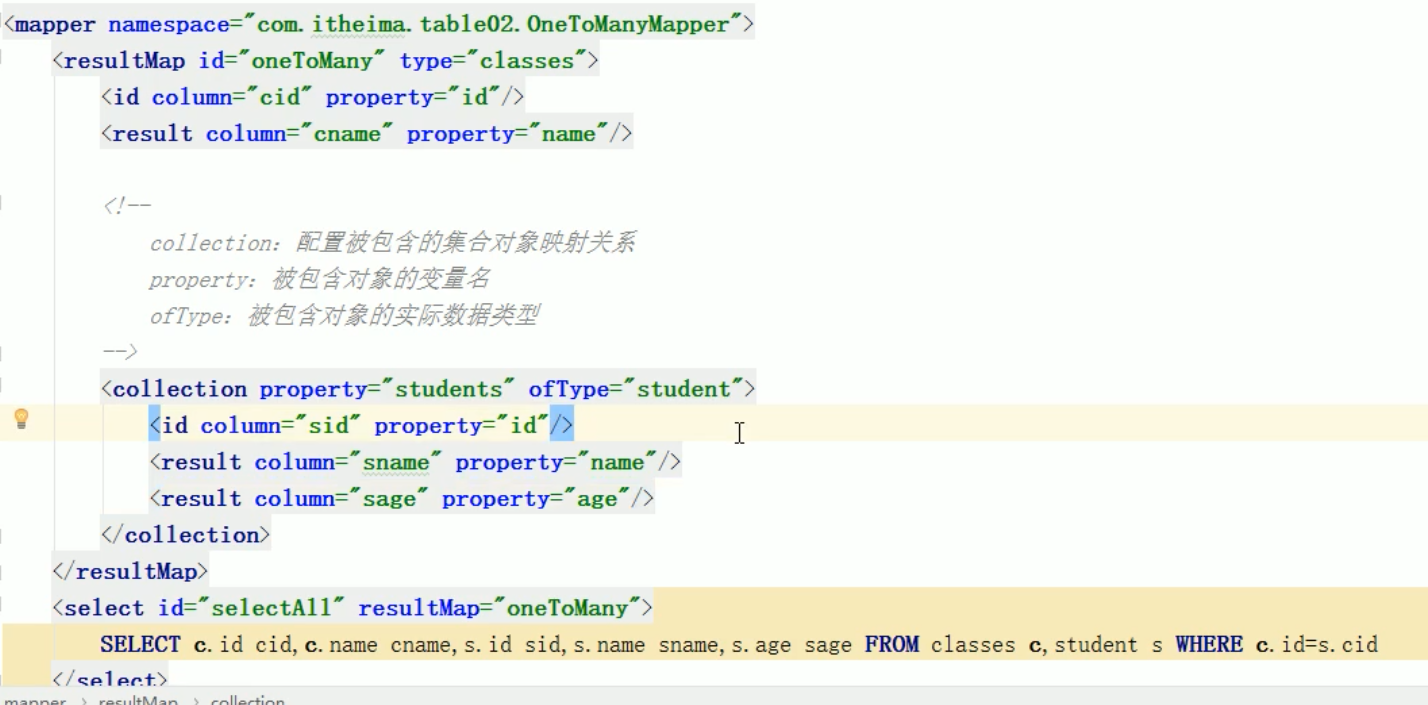 <mapper namespace="com.itheima.table02.OneToManyMapper">
<resultMap id="oneToMany" type="classes">
<id column="cid" property="id"/>
<result column="cname" property="name"/>
<!--
collection：配置被包含的集合对象映射关系
property：被包含对象的变量名
ofType：被包含对象的实际数据类型
-->
<collection property="students" ofType="student">
<id column="sid" property="id"/>
<result column="sname" property="name"/>
<result column="sage" property="age"/>
</collection>
</resultMap>
<select id="selectAll" resultMap="oneToMany">
SELECT c.id cid,c.name cname,s.id sid,s.name sname,s.age sage FROM classes c,student s WHERE c.id=s.cid
</select>
mapper > resultMap > collection